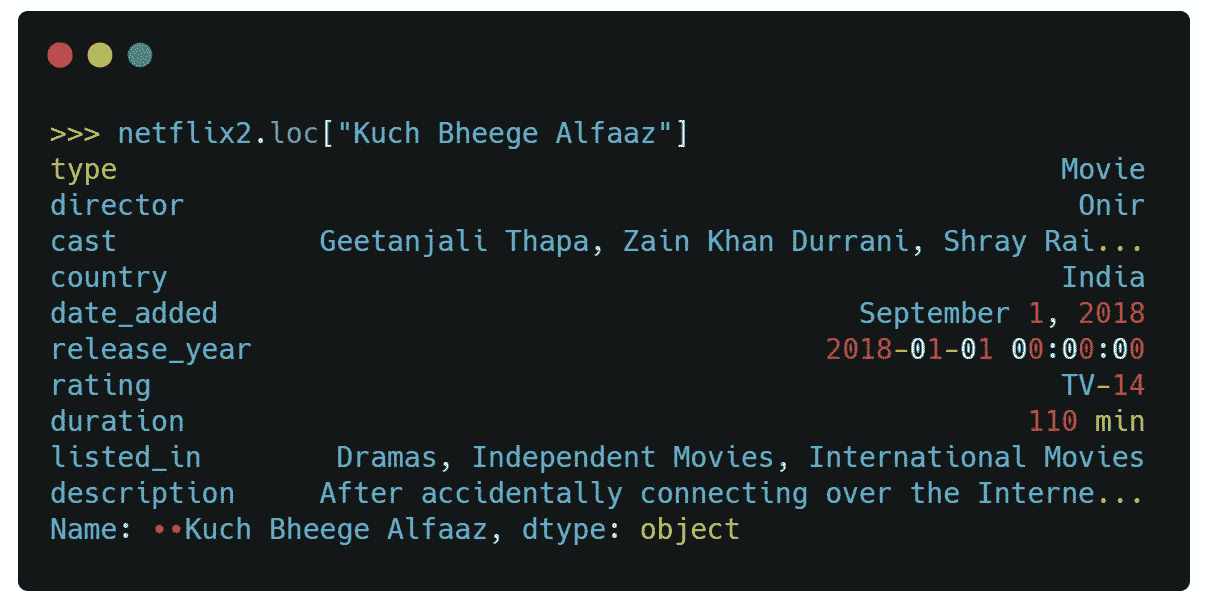 >>> netflix2.loc["Kuch Bheege Alfaaz"]
type Movie
director Onir
cast Geetanjali Thapa, Zain Khan Durrani, Shray Rai...
country India
date_added September 1, 2018
release_year 2018-01-01 00:00:00
rating TV-14
duration 110 min
listed_in Dramas, Independent Movies, International Movies
description After accidentally connecting over the Interne...
Name: ••Kuch Bheege Alfaaz, dtype: object